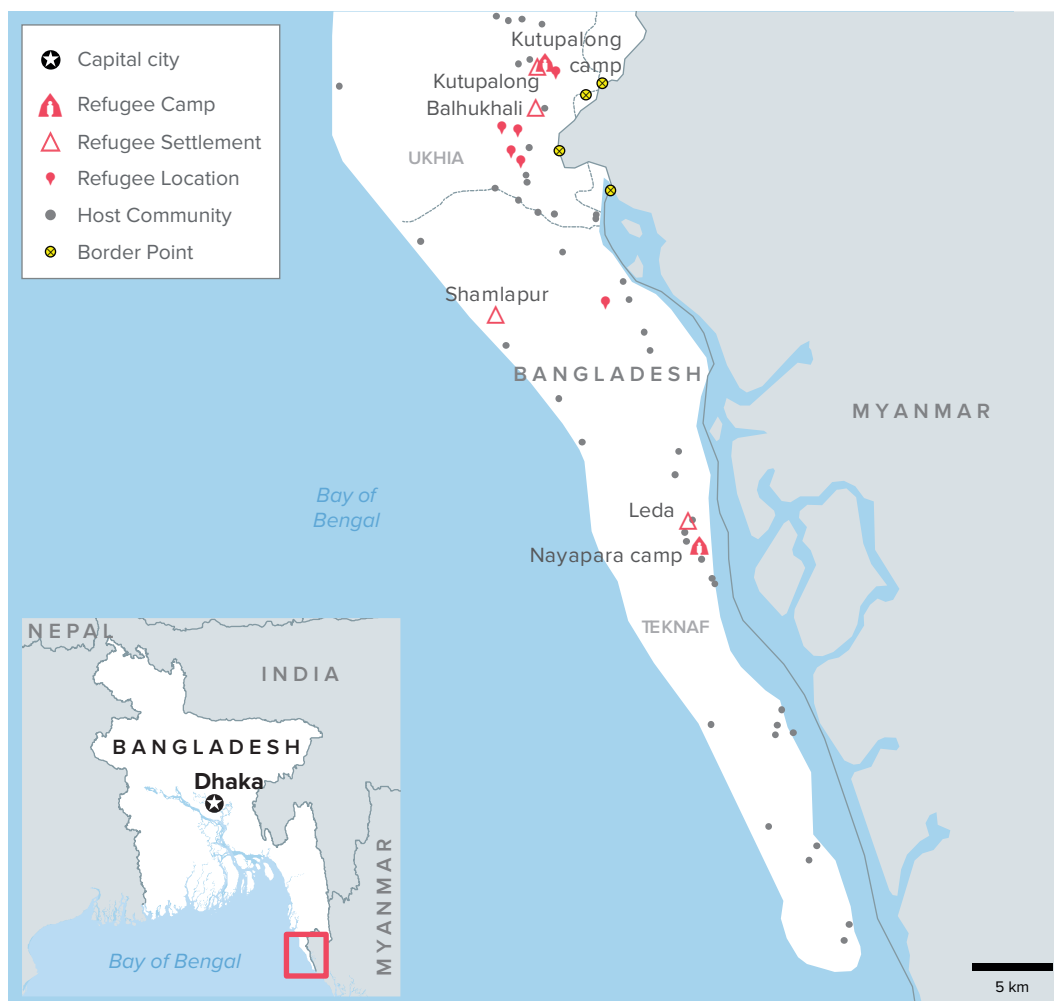 Capital city
Refugee Camp
Refugee Settlement
Refugee Location
Host Community
Border Point
Kutupalong
camp
Kutupalong
Balhukhali
UKHIA
Shamlapur
BANGLADESH
MYANMAR
Bay of
Bengal
Leda
Nayapara camp
TEKNAF
NEPAL
INDIA
BANGLADESH
Dhaka
MYANMAR
Bay of Bengal
5 km